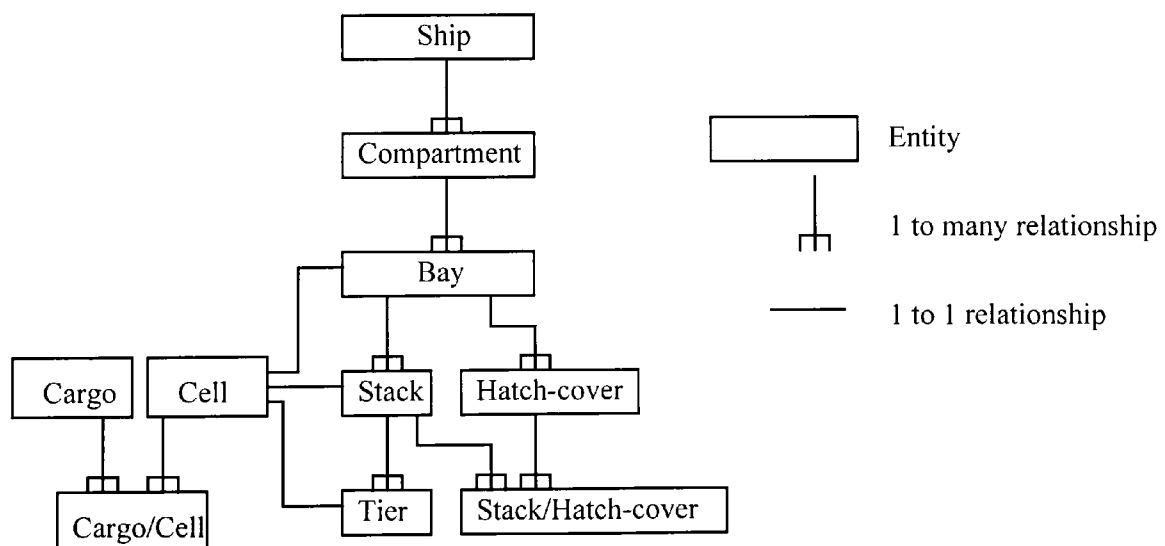 Ship
Compartment
Entity
1 to many relationship
Bay
1 to 1 relationship
Cargo
Cell
Stack
Hatch-cover
Cargo/Cell
Tier
Stack/Hatch-cover